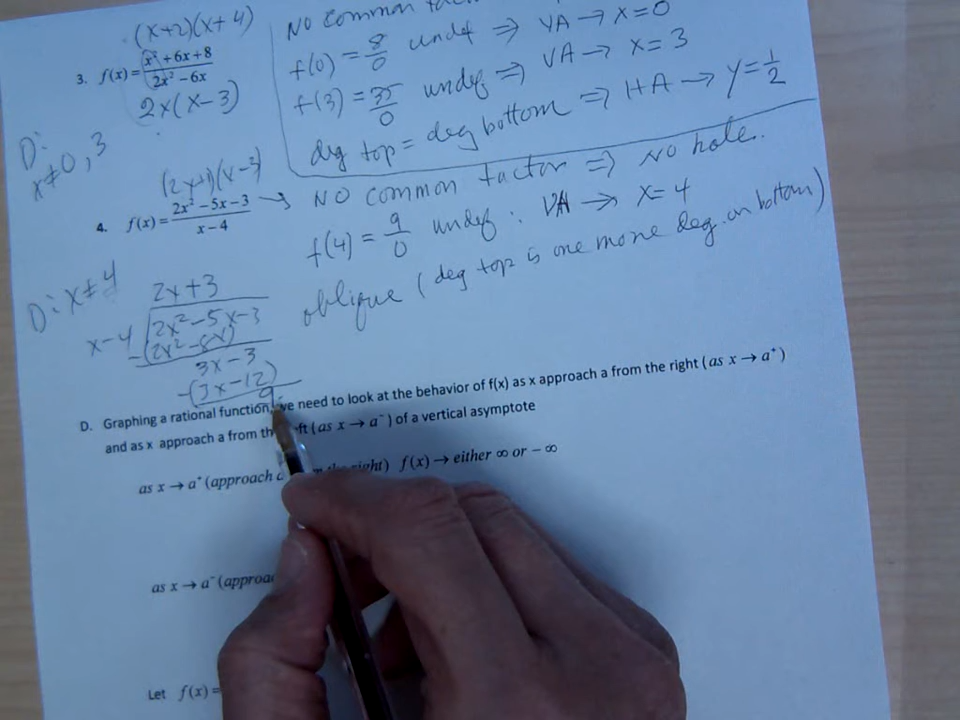 (x+2)(x+4)
3. f(x) = x² + 6x + 8 / 2x² − 6x
2x(x−3)
D:
x≠0, 3
No common
f(0) = 8/0 undef ⇒ VA → x=0
f(3) = 35/0 undef ⇒ VA → x = 3
deg top = deg bottom ⇒ HA → y = 1/2
(2x+1)(x−3)
4. f(x) = 2x² − 5x − 3 / x − 4 → NO common factor ⇒ No hole.
f(4) = 9/0 undef : VA → x = 4
D: x≠4
oblique (deg top is one more deg. on bottom)
2x+3
x−4 2x²−5x−3
−(2x²−8x)
3x−3
−(3x−12)
9
D. Graphing a rational function, we need to look at the behavior of f(x) as x approach a from the right (as x → a⁺)
and as x approach a from the left (as x → a⁻) of a vertical asymptote
as x → a⁺ (approach a from the right) f(x) → either ∞ or − ∞
as x → a⁻ (approa
Let f(x) =